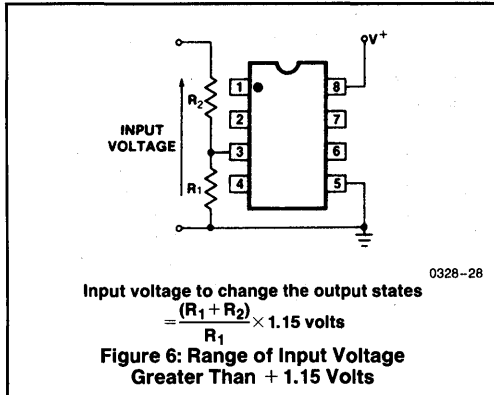 V+
R2
INPUT
VOLTAGE
R1
1
2
3
4
8
7
6
5
0328-28
Input voltage to change the output states
= (R1 + R2) / R1 × 1.15 volts
Figure 6: Range of Input Voltage
Greater Than + 1.15 Volts